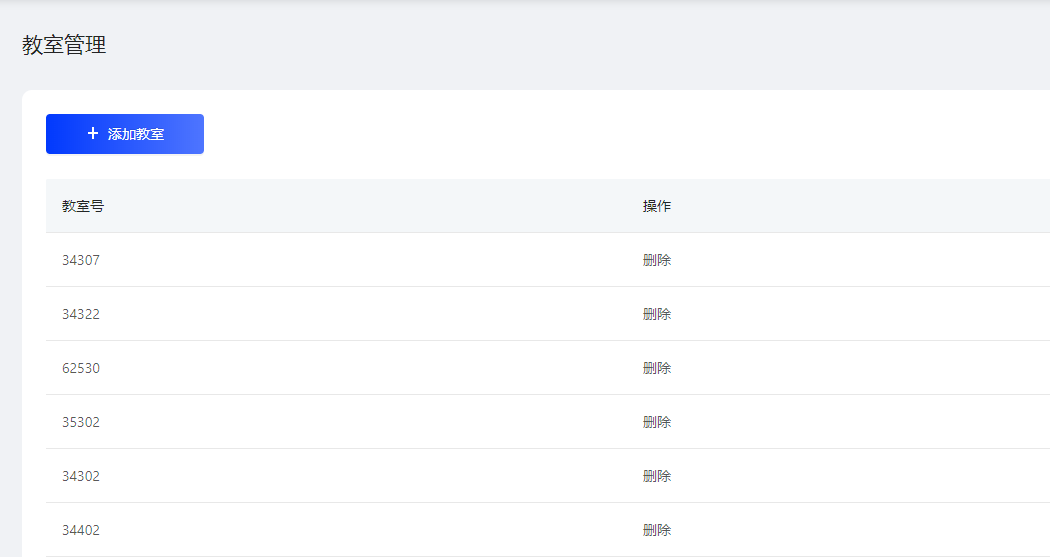 教室管理
+ 添加教室
教室号 操作
34307 删除
34322 删除
62530 删除
35302 删除
34302 删除
34402 删除